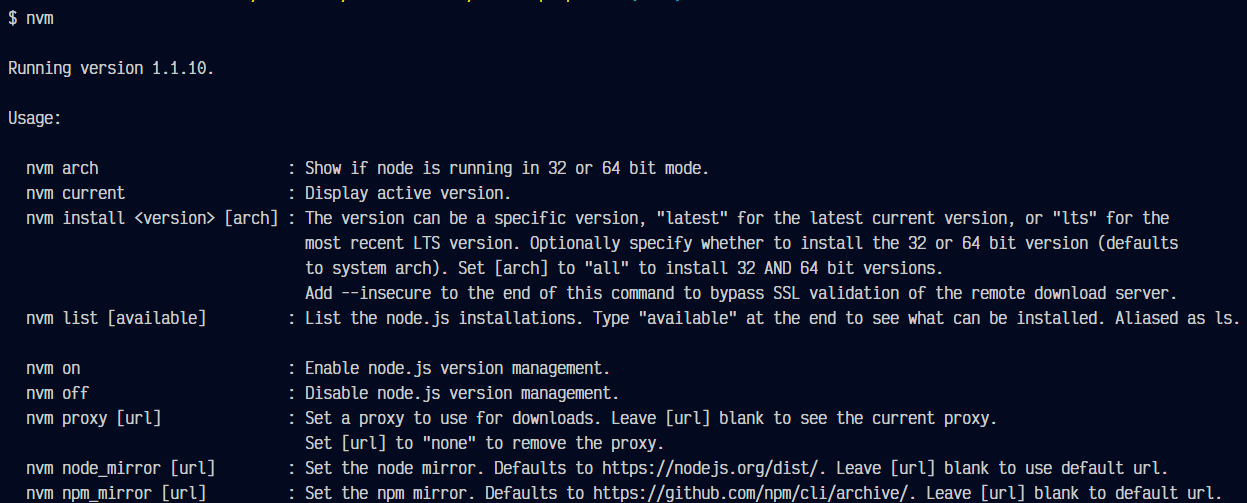 $ nvm
Running version 1.1.10.
Usage:
nvm arch : Show if node is running in 32 or 64 bit mode.
nvm current : Display active version.
nvm install <version> [arch] : The version can be a specific version, "latest" for the latest current version, or "lts" for the
most recent LTS version. Optionally specify whether to install the 32 or 64 bit version (defaults
to system arch). Set [arch] to "all" to install 32 AND 64 bit versions.
Add --insecure to the end of this command to bypass SSL validation of the remote download server.
nvm list [available] : List the node.js installations. Type "available" at the end to see what can be installed. Aliased as ls.
nvm on : Enable node.js version management.
nvm off : Disable node.js version management.
nvm proxy [url] : Set a proxy to use for downloads. Leave [url] blank to see the current proxy.
Set [url] to "none" to remove the proxy.
nvm node_mirror [url] : Set the node mirror. Defaults to https://nodejs.org/dist/. Leave [url] blank to use default url.
nvm npm_mirror [url] : Set the npm mirror. Defaults to https://github.com/npm/cli/archive/. Leave [url] blank to default url.